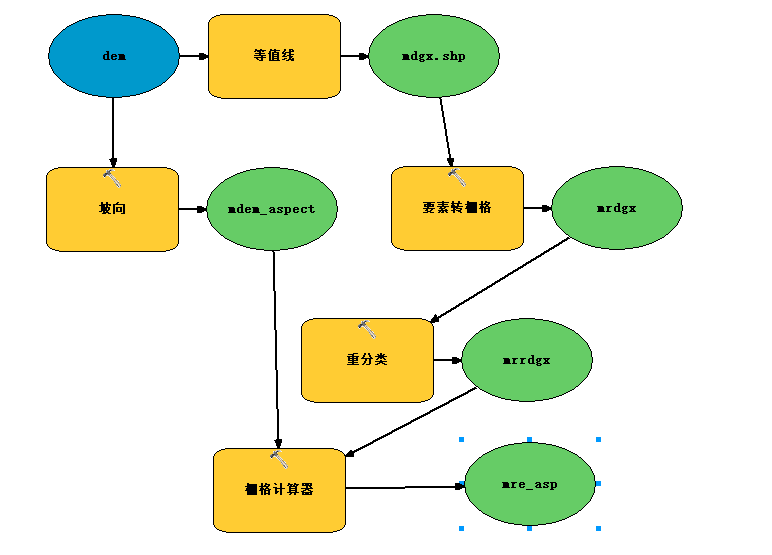 dem
等值线
mdgx.shp
坡向
mdem_aspect
要素转栅格
mrdgx
重分类
mrrdgx
栅格计算器
mre_asp